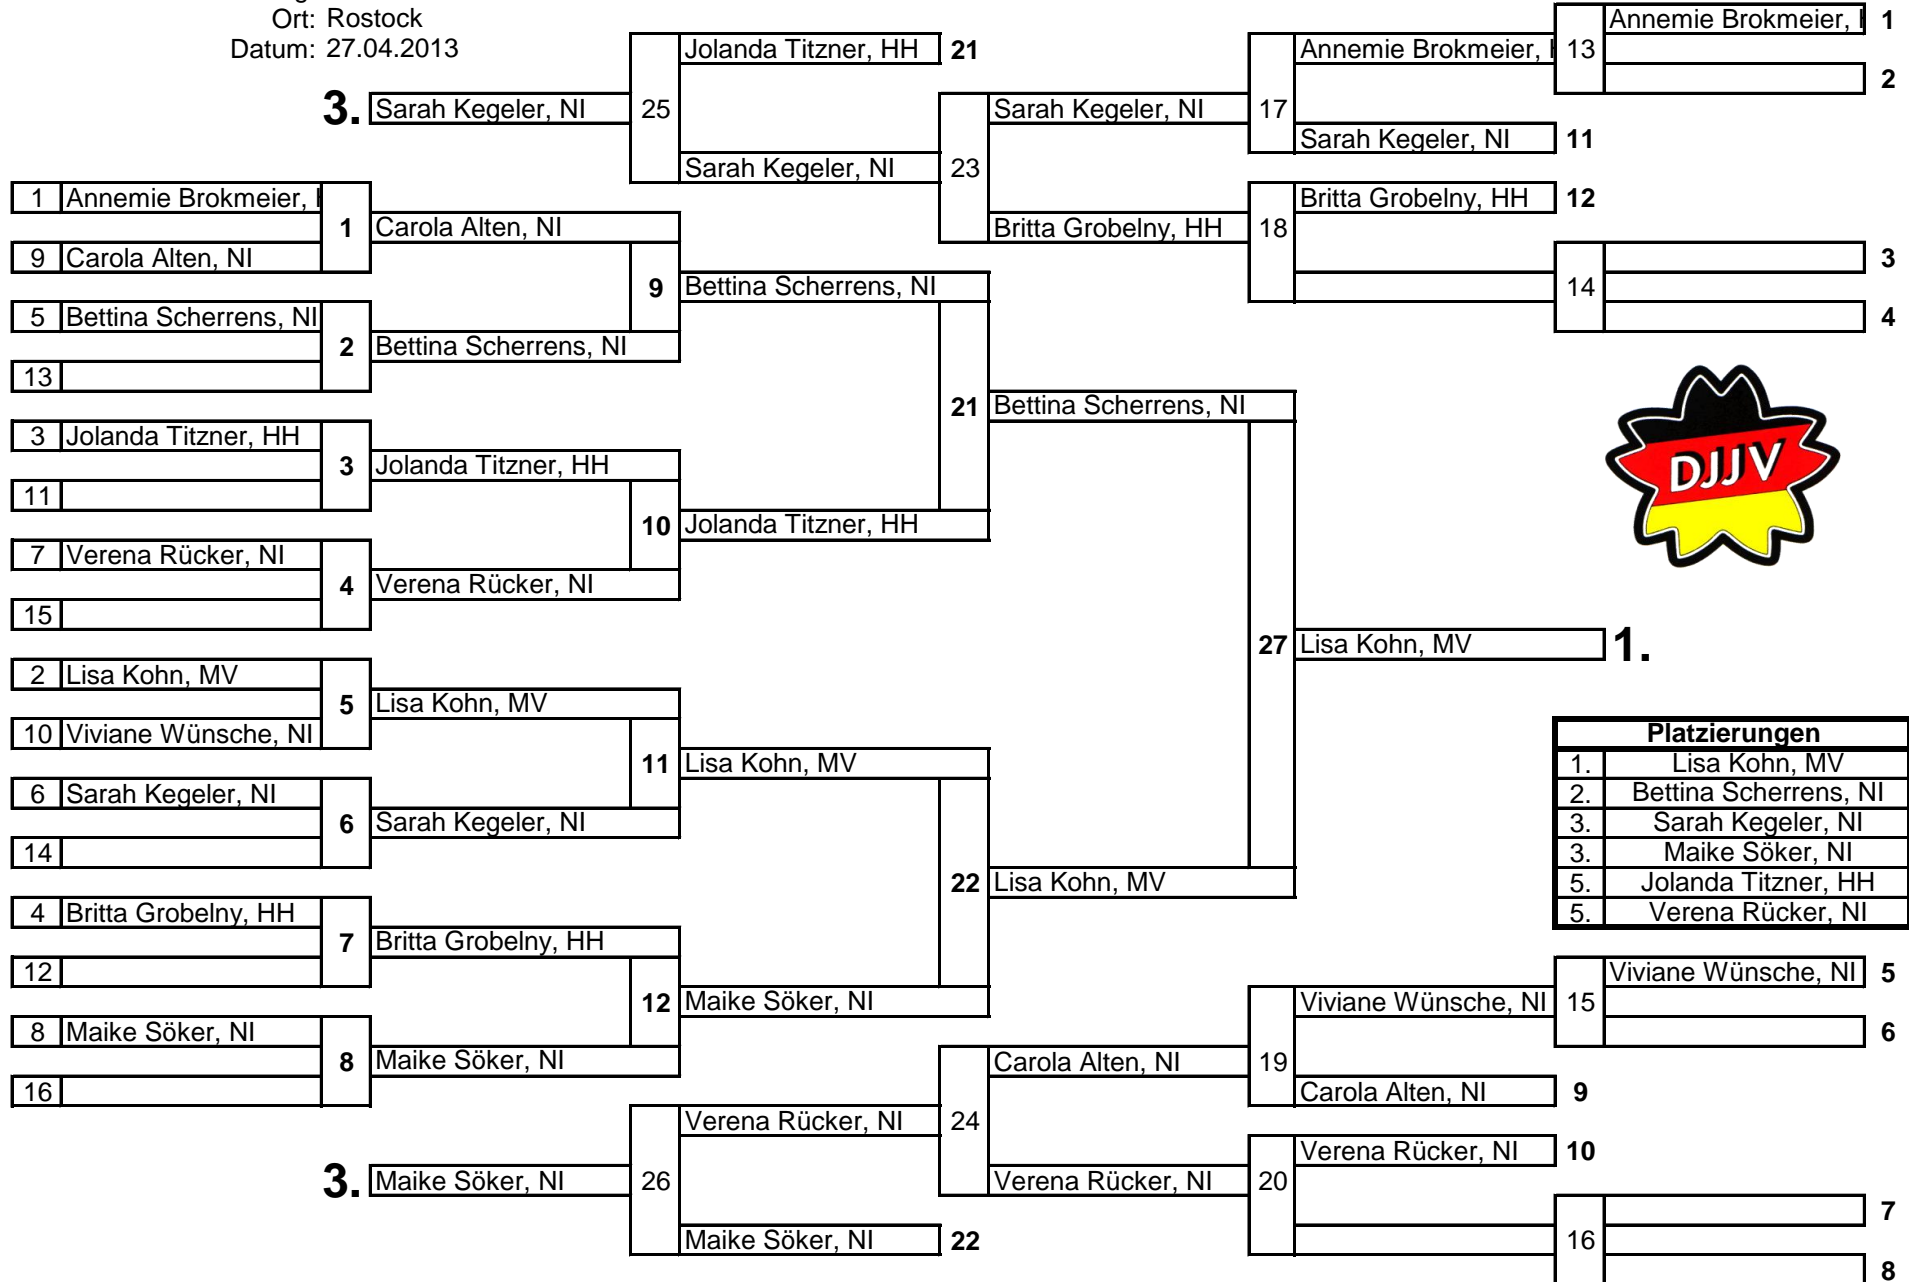 Ort: Rostock
Datum: 27.04.2013
13 Annemie Brokmeier, 1
2
25 Jolanda Titzner, HH 21
17 Annemie Brokmeier,
3. Sarah Kegeler, NI
23 Sarah Kegeler, NI
Sarah Kegeler, NI 11
Sarah Kegeler, NI
1 Annemie Brokmeier,
1 Carola Alten, NI
9 Carola Alten, NI
18 Britta Grobelny, HH 12
Britta Grobelny, HH
3
14
4
9 Bettina Scherrens, NI
5 Bettina Scherrens, NI
2 Bettina Scherrens, NI
13
21 Bettina Scherrens, NI
DJJV
3 Jolanda Titzner, HH
3 Jolanda Titzner, HH
11
10 Jolanda Titzner, HH
7 Verena Rücker, NI
4 Verena Rücker, NI
15
27 Lisa Kohn, MV 1.
2 Lisa Kohn, MV
5 Lisa Kohn, MV
10 Viviane Wünsche, NI
11 Lisa Kohn, MV
6 Sarah Kegeler, NI
6 Sarah Kegeler, NI
14
22 Lisa Kohn, MV
Platzierungen
1. Lisa Kohn, MV
2. Bettina Scherrens, NI
3. Sarah Kegeler, NI
3. Maike Söker, NI
5. Jolanda Titzner, HH
5. Verena Rücker, NI
4 Britta Grobelny, HH
7 Britta Grobelny, HH
12
12 Maike Söker, NI
8 Maike Söker, NI
8 Maike Söker, NI
16
15 Viviane Wünsche, NI 5
6
19 Viviane Wünsche, NI
Carola Alten, NI 9
24 Carola Alten, NI
Verena Rücker, NI
20 Verena Rücker, NI 10
26 Verena Rücker, NI
3. Maike Söker, NI
Maike Söker, NI 22
7
16
8